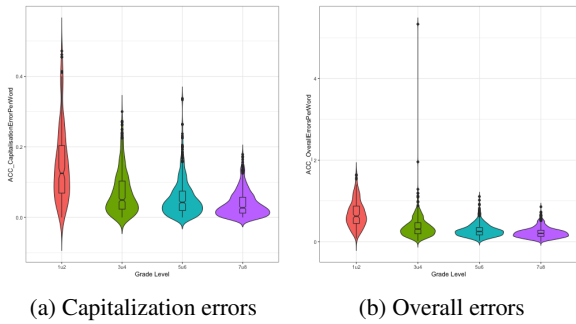 ACC_CapitalisationErrorPerWord
0.4
0.2
0.0
1u2
3u4
5u6
7u8
Grade Level
(a) Capitalization errors
ACC_OverallErrorPerWord
4
2
0
1u2
3u4
5u6
7u8
Grade Level
(b) Overall errors